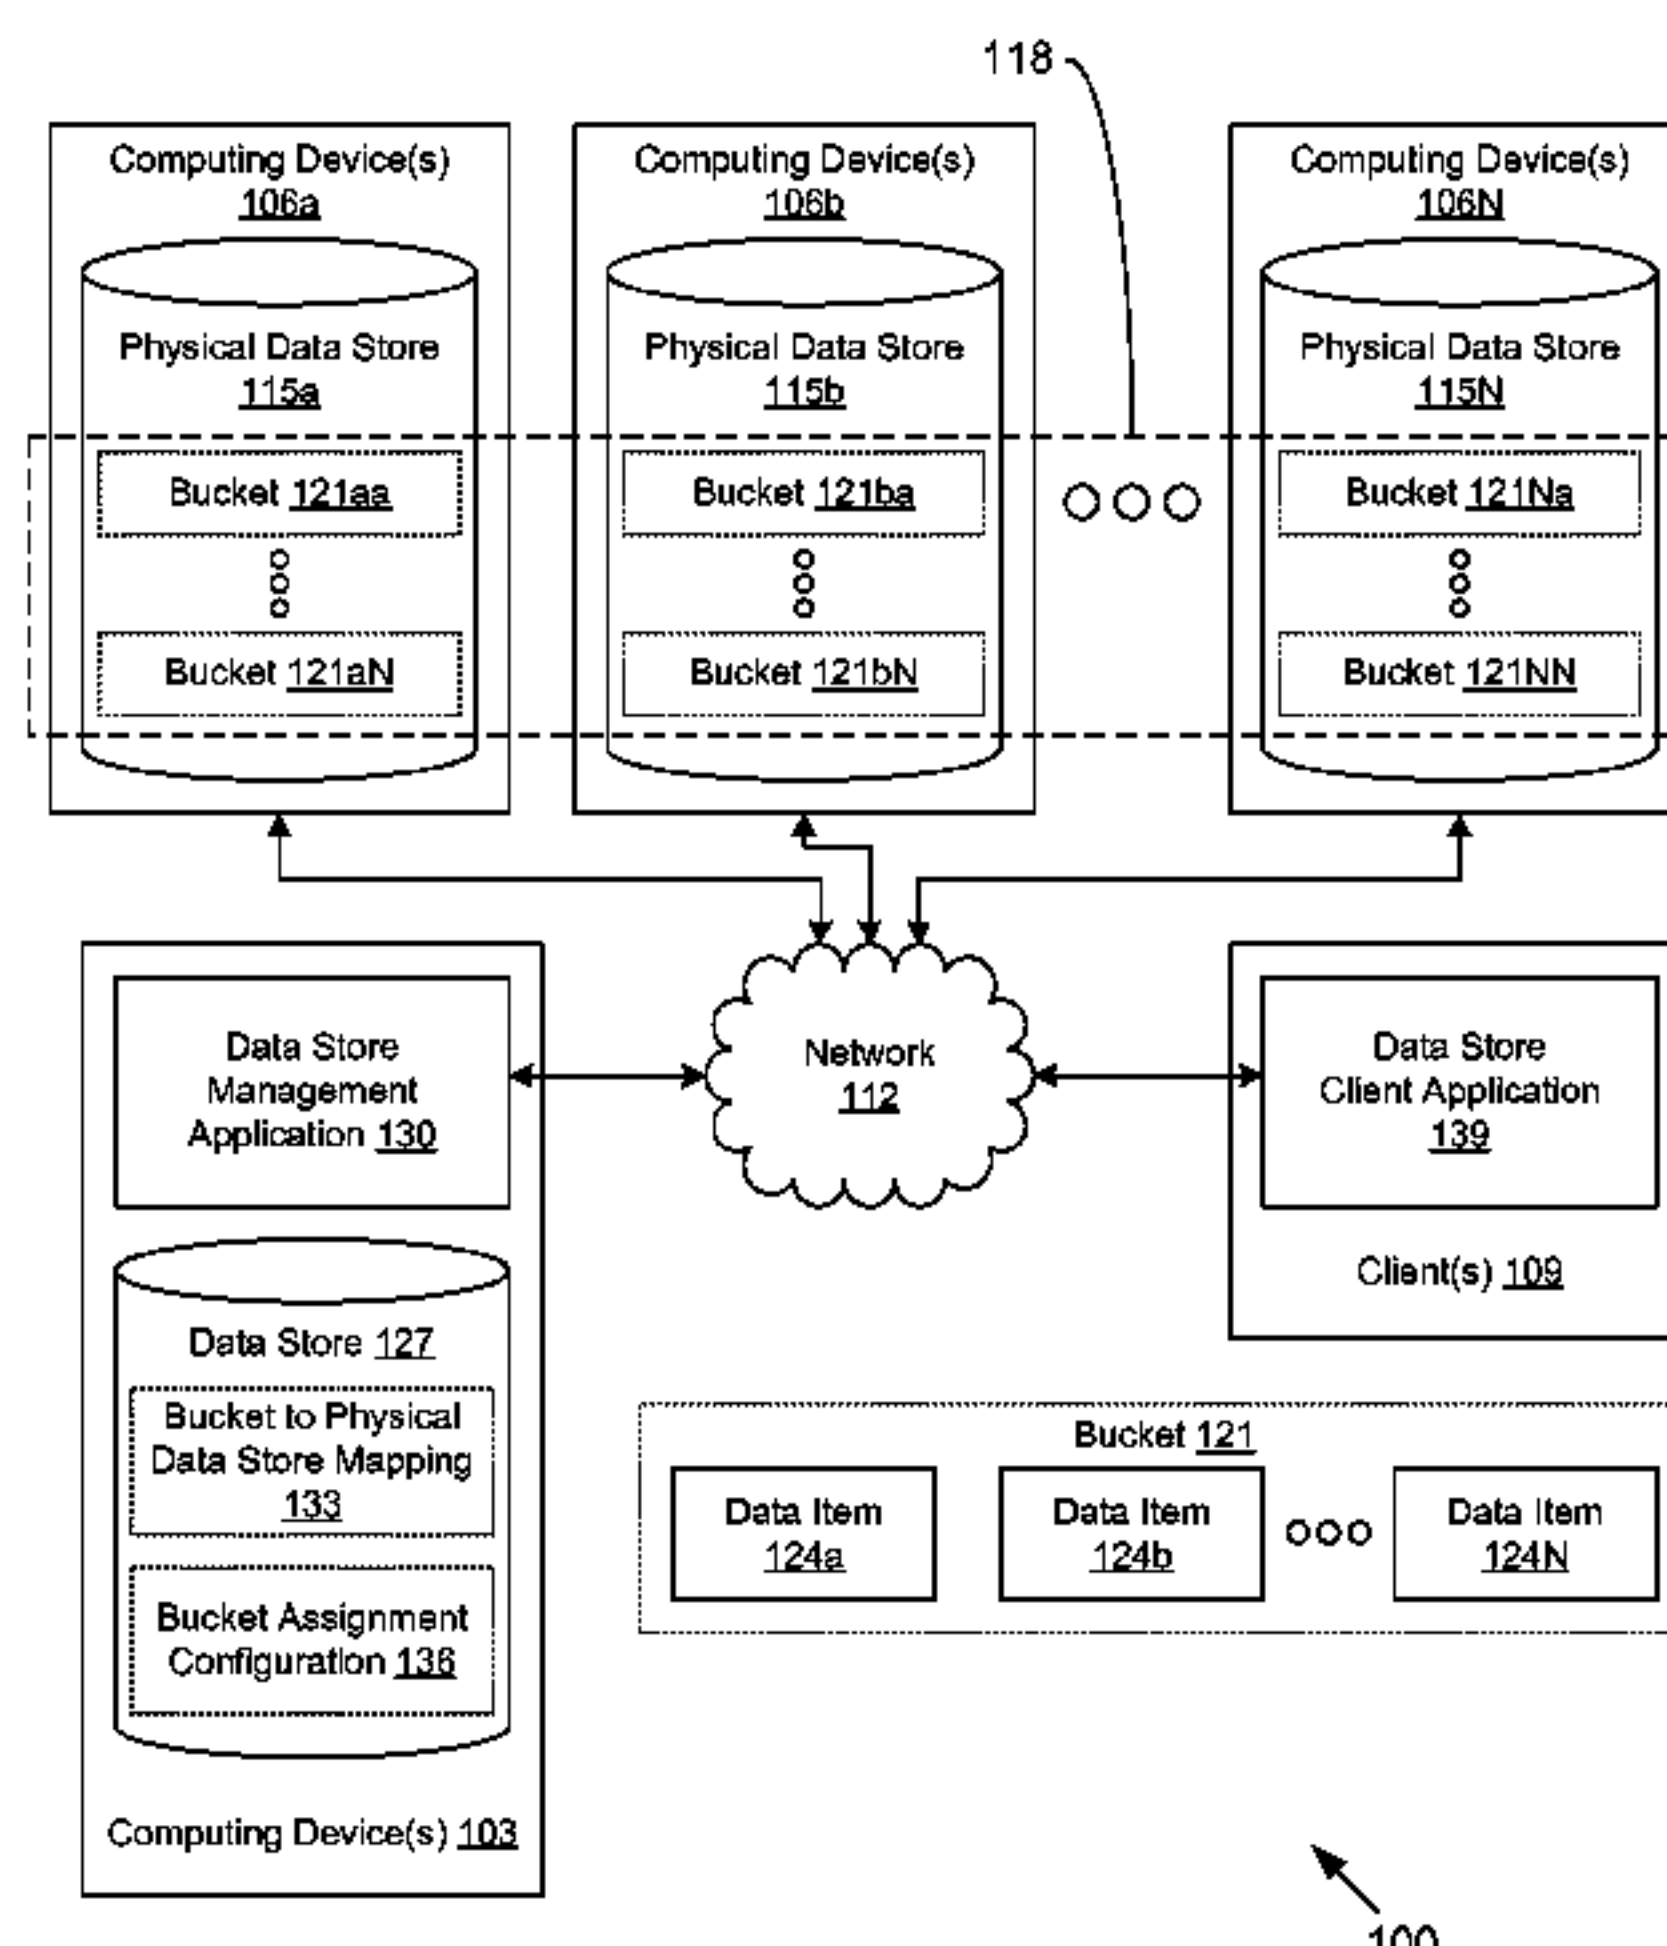 118
Computing Device(s)
106a
Physical Data Store
115a
Bucket 121aa
Bucket 121aN
Computing Device(s)
106b
Physical Data Store
115b
Bucket 121ba
Bucket 121bN
Computing Device(s)
106N
Physical Data Store
115N
Bucket 121Na
Bucket 121NN
Data Store
Management
Application 130
Network
112
Data Store
Client Application
139
Client(s) 109
Data Store 127
Bucket to Physical
Data Store Mapping
133
Bucket Assignment
Configuration 136
Computing Device(s) 103
Bucket 121
Data Item
124a
Data Item
124b
Data Item
124N
100